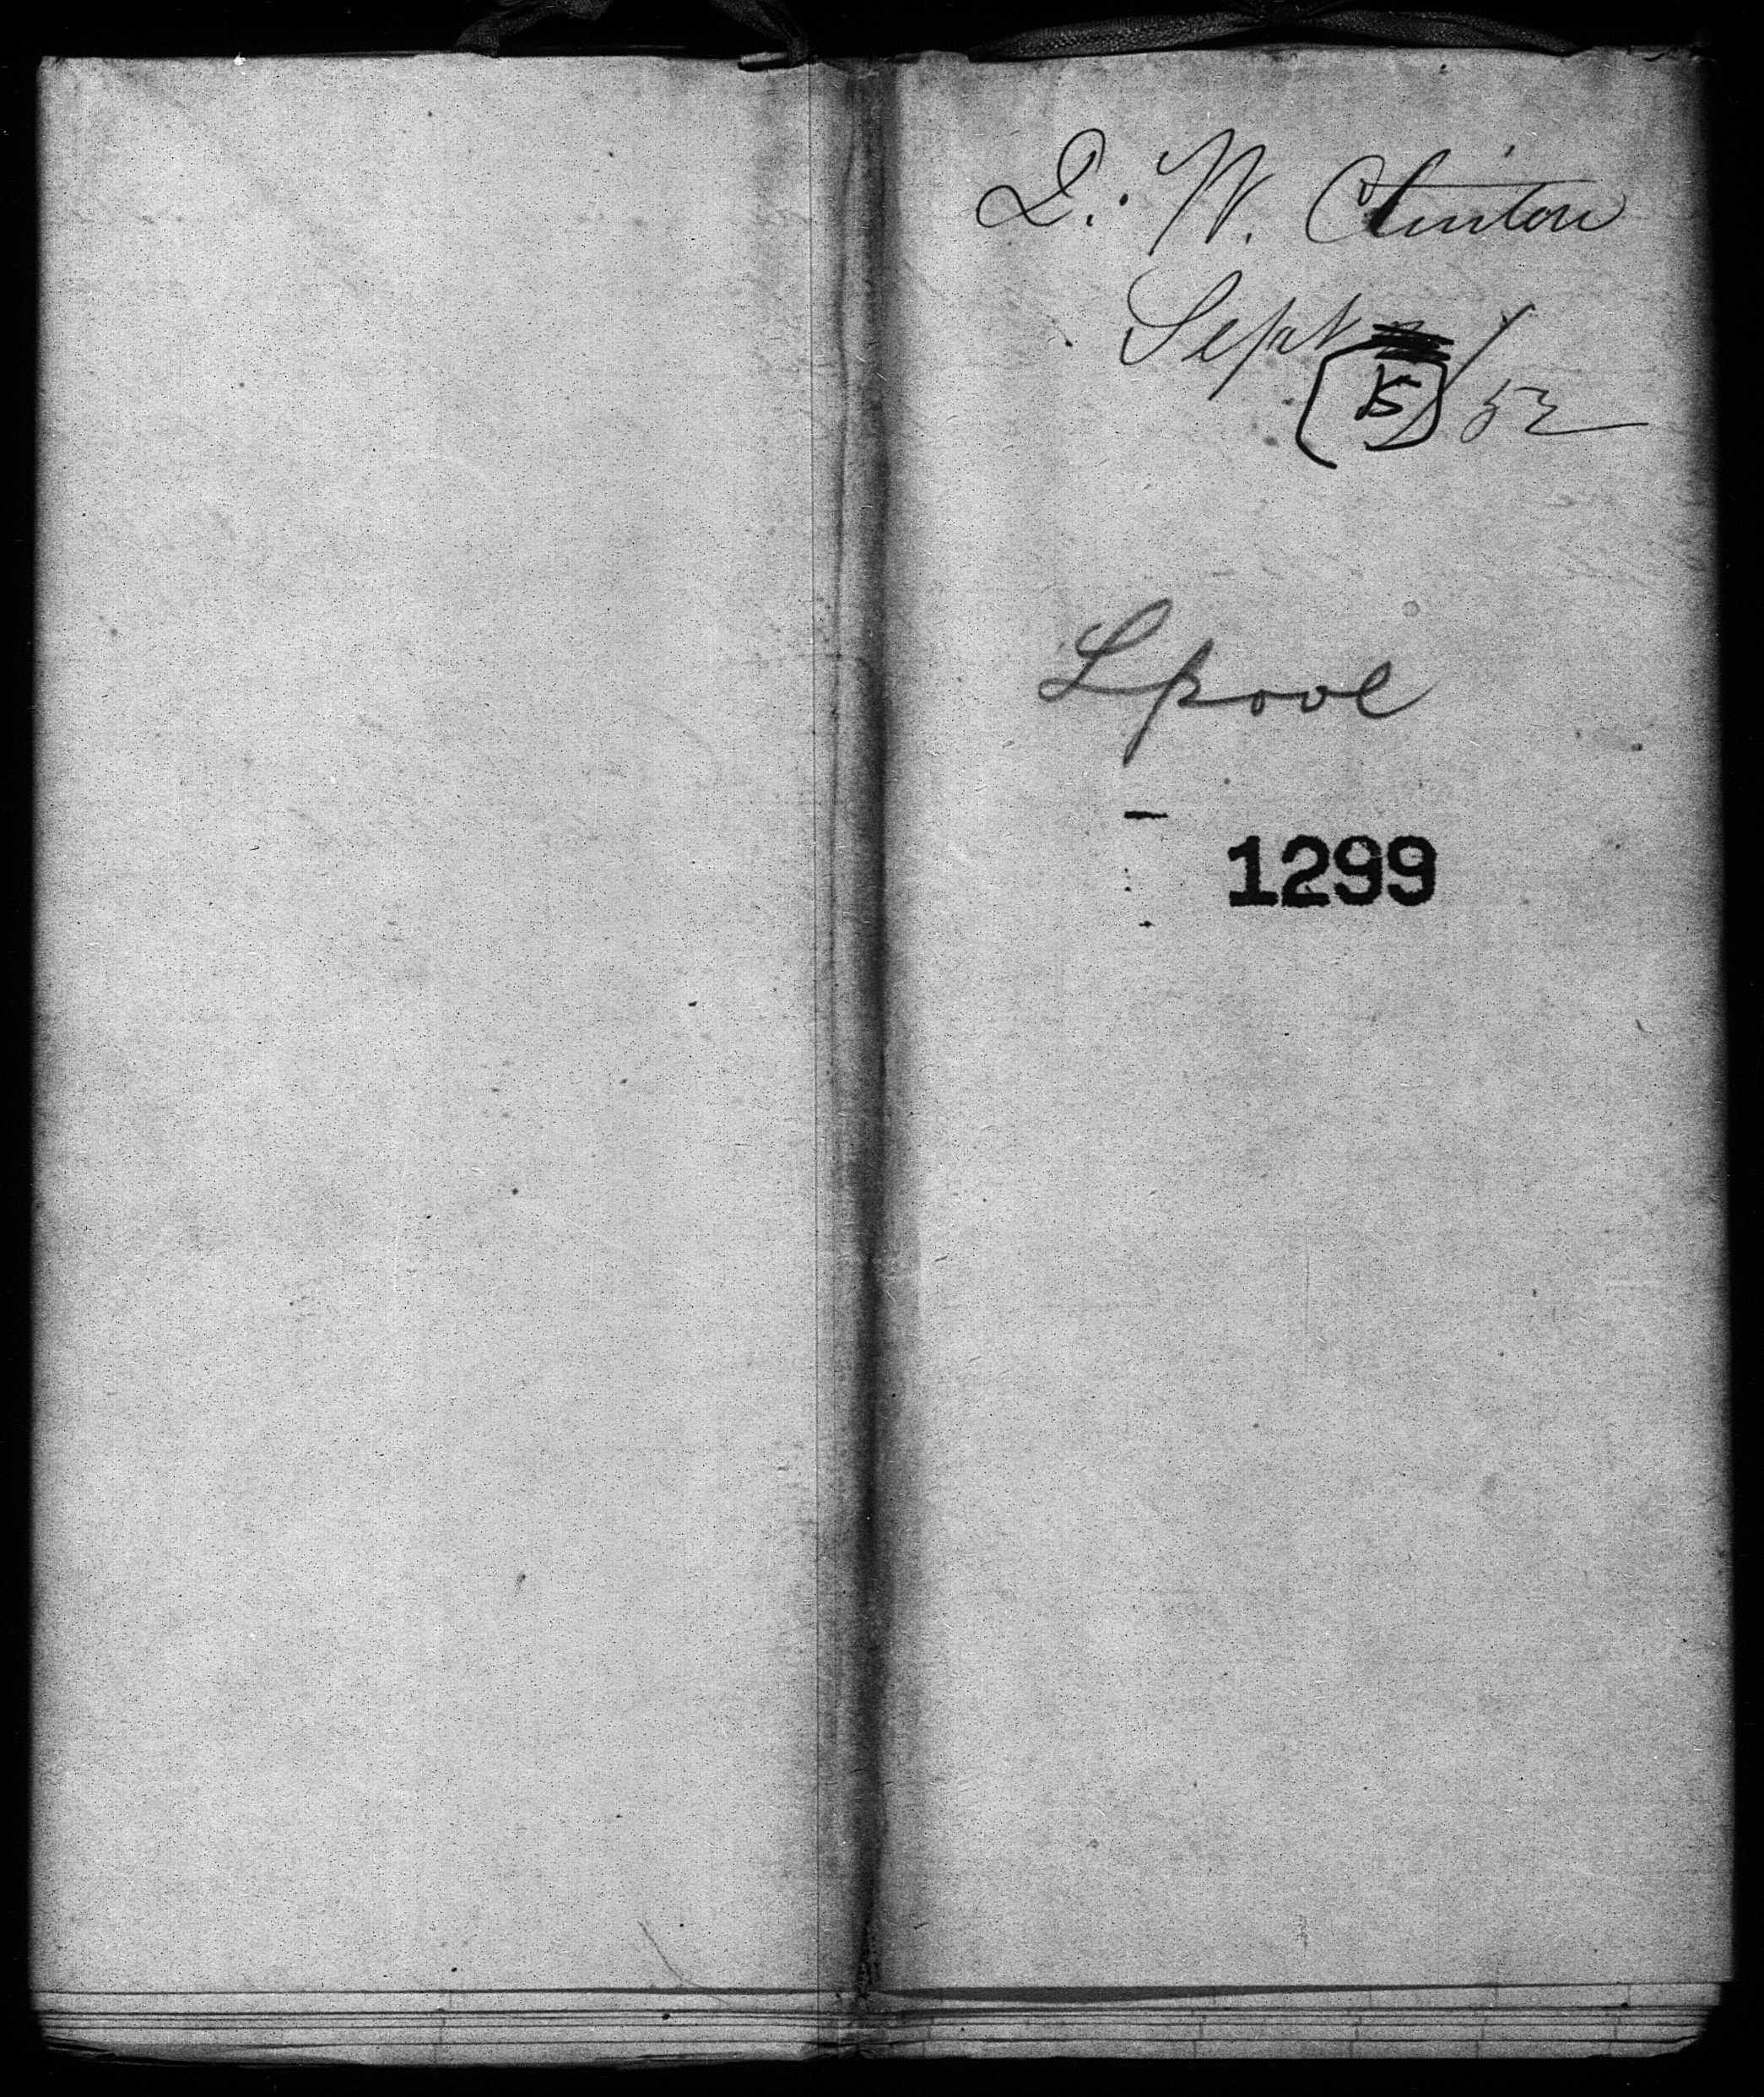 D. W. Clinton
Sept /
15 52
Lpool
1299